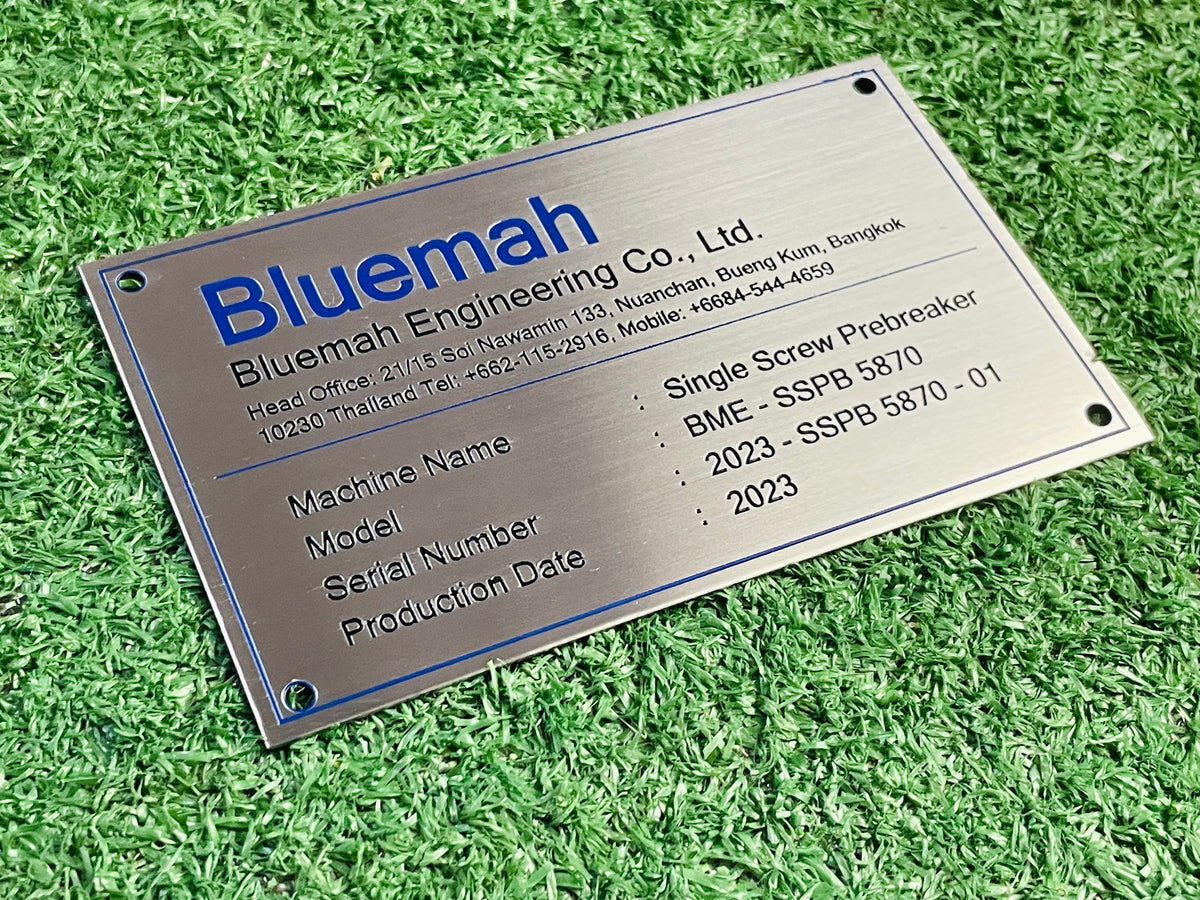 Bluemah
Bluemah Engineering Co., Ltd.
Head Office: 21/15 Soi Nawamin 133, Nuanchan, Bueng Kum, Bangkok
10230 Thailand Tel: +662-115-2916, Mobile: +6684-544-4659
Machine Name : Single Screw Prebreaker
Model : BME - SSPB 5870
Serial Number : 2023 - SSPB 5870 - 01
Production Date : 2023